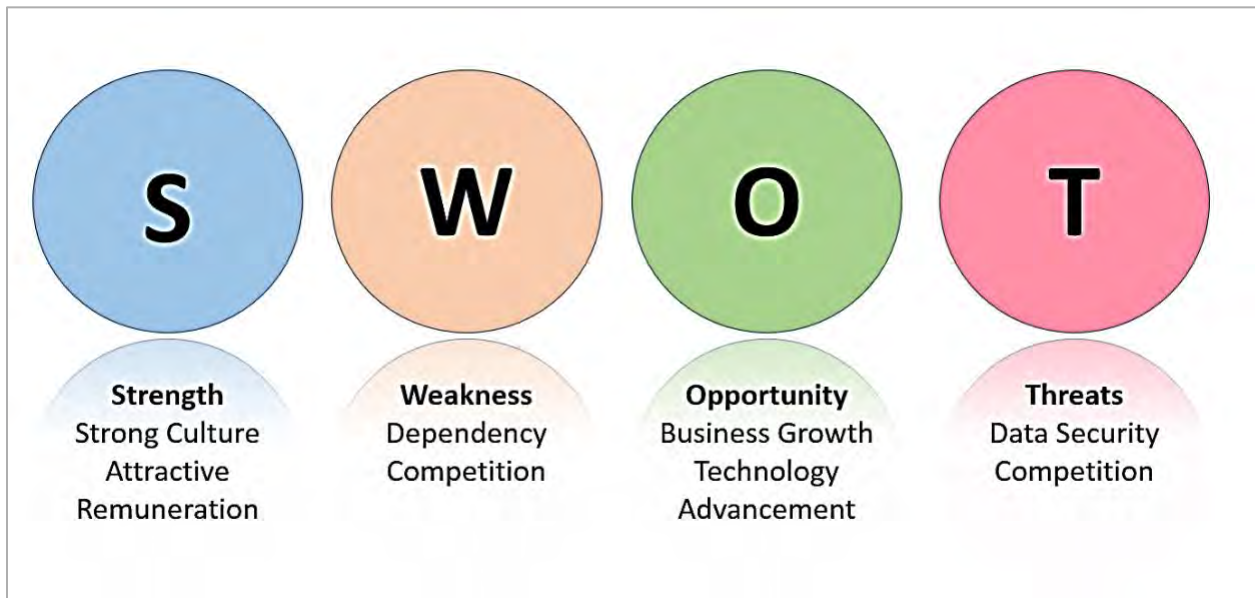 S
W
O
T
Strength
Strong Culture
Attractive
Remuneration
Weakness
Dependency
Competition
Opportunity
Business Growth
Technology
Advancement
Threats
Data Security
Competition